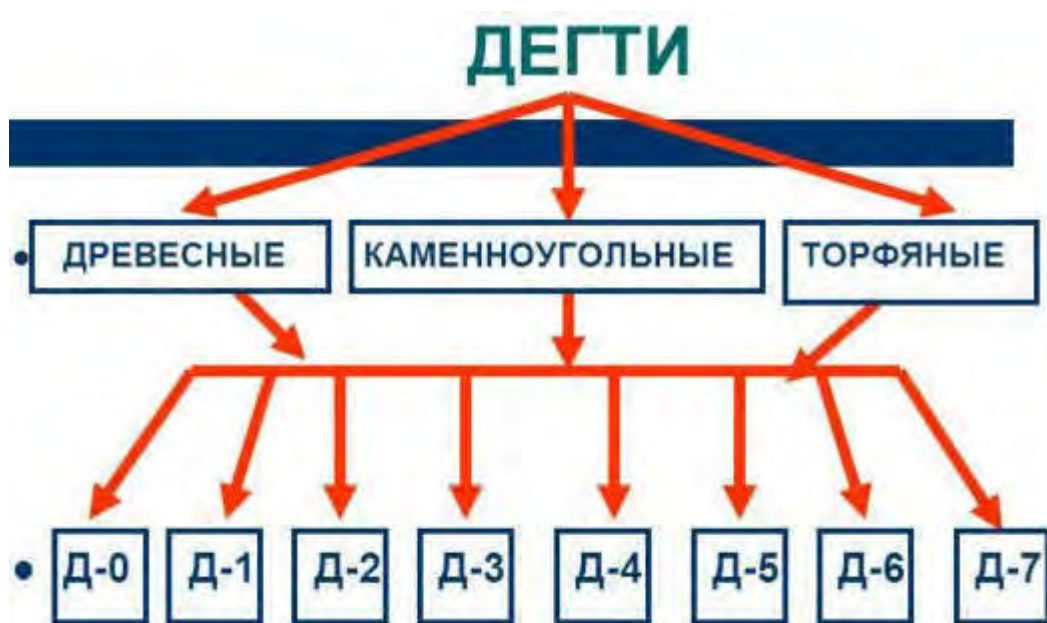 ДЕГТИ
• ДРЕВЕСНЫЕ КАМЕННОУГОЛЬНЫЕ ТОРФЯНЫЕ
• Д-0 Д-1 Д-2 Д-3 Д-4 Д-5 Д-6 Д-7